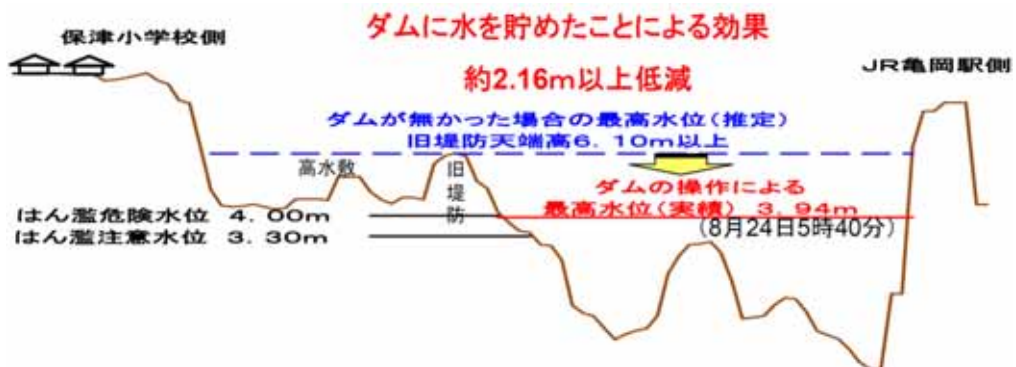 ダムに水を貯めたことによる効果
約2.16m以上低減
保津小学校側
JR亀岡駅側
ダムが無かった場合の最高水位(推定)
旧堤防天端高6.10m以上
高水敷
旧堤防
ダムの操作による
最高水位(実績) 3.94m
(8月24日5時40分)
はん濫危険水位 4.00m
はん濫注意水位 3.30m